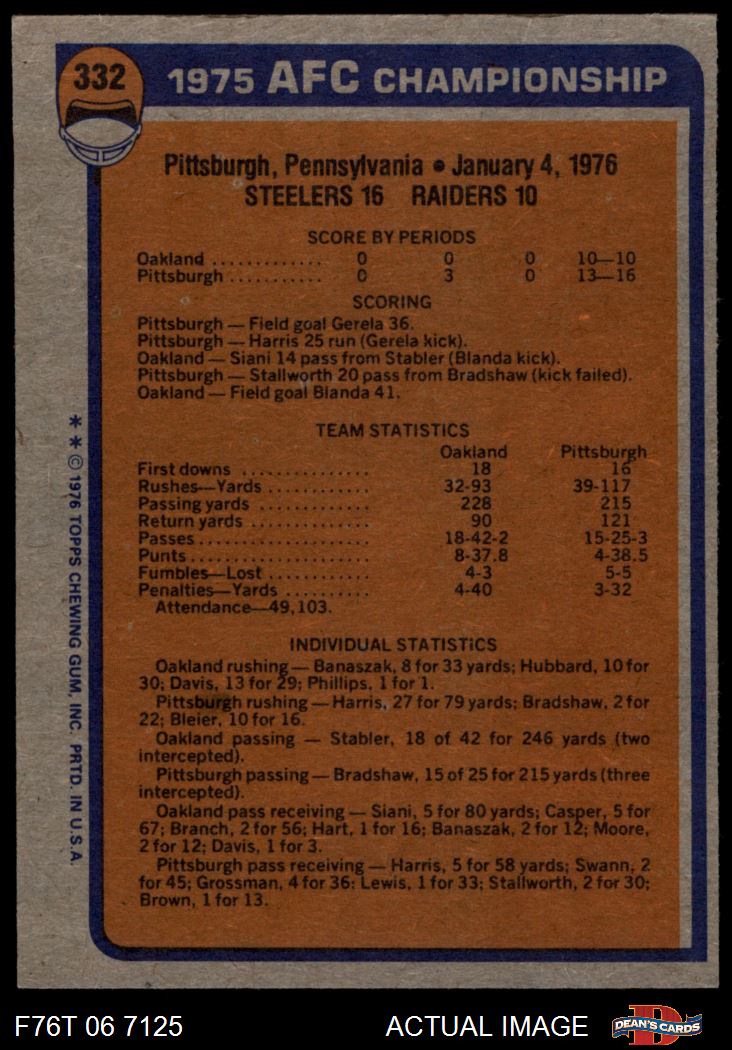 332
1975 AFC CHAMPIONSHIP
Pittsburgh, Pennsylvania • January 4, 1976
STEELERS 16 RAIDERS 10
SCORE BY PERIODS
Oakland ............. 0 0 0 10—10
Pittsburgh ........... 0 3 0 13—16
SCORING
Pittsburgh — Field goal Gerela 36.
Pittsburgh — Harris 25 run (Gerela kick).
Oakland — Siani 14 pass from Stabler (Blanda kick).
Pittsburgh — Stallworth 20 pass from Bradshaw (kick failed).
Oakland — Field goal Blanda 41.
TEAM STATISTICS
Oakland Pittsburgh
First downs ............... 18 16
Rushes—Yards ............ 32-93 39-117
Passing yards ............. 228 215
Return yards ............. 90 121
Passes .................... 18-42-2 15-25-3
Punts ..................... 8-37.8 4-38.5
Fumbles—Lost ............ 4-3 5-5
Penalties—Yards .......... 4-40 3-32
Attendance—49,103.
INDIVIDUAL STATISTICS
Oakland rushing — Banaszak, 8 for 33 yards; Hubbard, 10 for
30; Davis, 13 for 29; Phillips, 1 for 1.
Pittsburgh rushing — Harris, 27 for 79 yards; Bradshaw, 2 for
22; Bleier, 10 for 16.
Oakland passing — Stabler, 18 of 42 for 246 yards (two
intercepted).
Pittsburgh passing — Bradshaw, 15 of 25 for 215 yards (three
intercepted).
Oakland pass receiving — Siani, 5 for 80 yards; Casper, 5 for
67; Branch, 2 for 56; Hart, 1 for 16; Banaszak, 2 for 12; Moore,
2 for 12; Davis, 1 for 3.
Pittsburgh pass receiving — Harris, 5 for 58 yards; Swann, 2
for 45; Grossman, 4 for 36; Lewis, 1 for 33; Stallworth, 2 for 30;
Brown, 1 for 13.
* * © 1976 TOPPS CHEWING GUM, INC. PRTD. IN U.S.A.
F76T 06 7125 ACTUAL IMAGE
D
DEAN'S CARDS